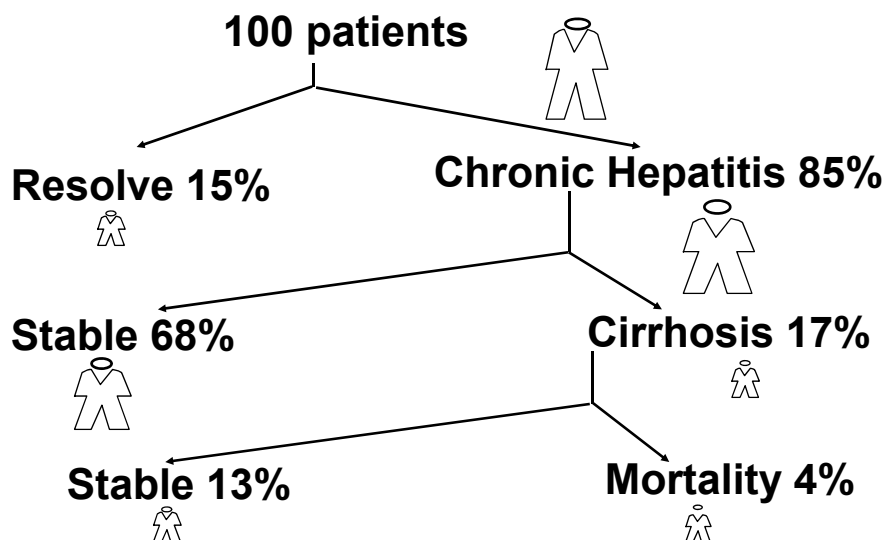 100 patients
Resolve 15%
Chronic Hepatitis 85%
Stable 68%
Cirrhosis 17%
Stable 13%
Mortality 4%